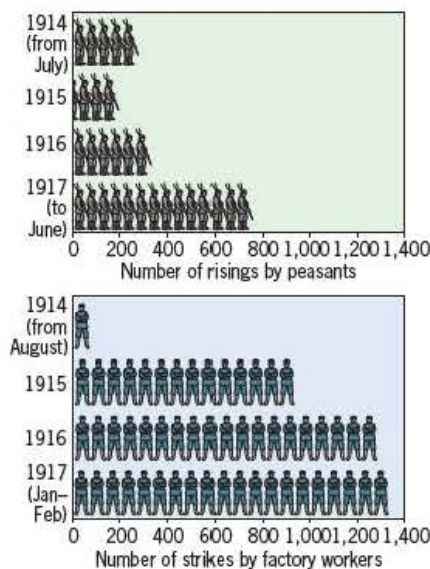 1914
(from
July)
1915
1916
1917
(to
June)
0 200 400 600 800 1,000 1,200 1,400
Number of risings by peasants
1914
(from
August)
1915
1916
1917
(Jan–
Feb)
0 200 400 600 800 1,000 1,200 1,400
Number of strikes by factory workers